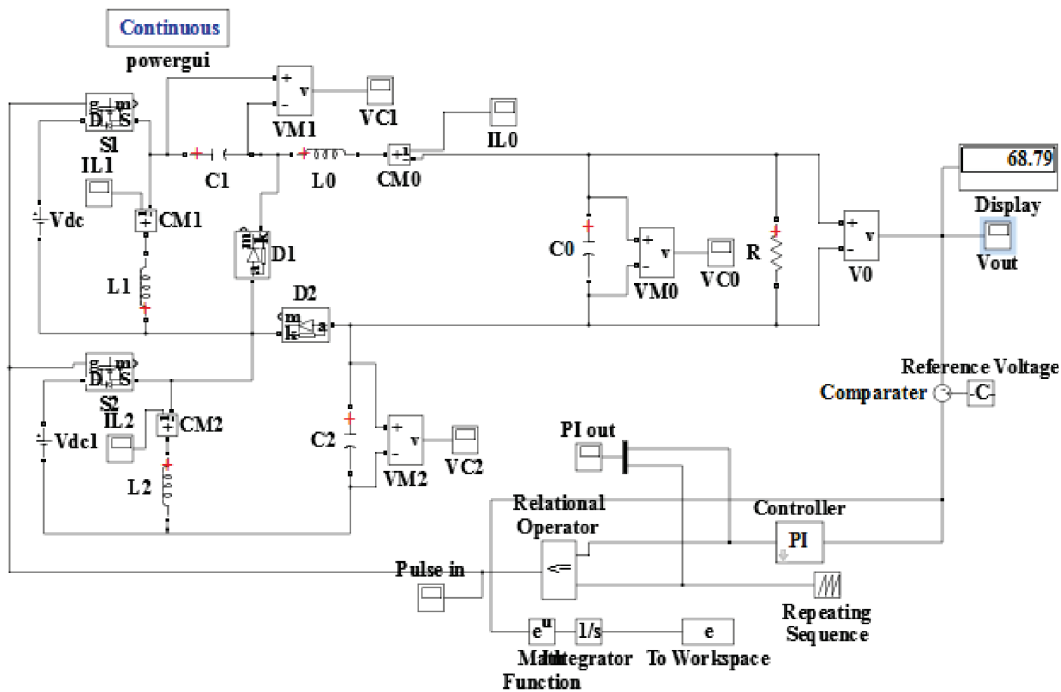 Continuous
powergui
g m
D S
S1
+
-
v
VM1
VC1
IL0
IL1
C1
L0
CM0
68.79
Display
Vdc
CM1
m k
a
D1
C0
+
-
v
VM0
VC0
R
+
-
v
V0
Vout
L1
D2
m
k a
g m
D S
S2
Reference Voltage
Comparater
-C-
IL2
CM2
Vdc1
C2
+
-
v
VM2
VC2
PI out
L2
Relational
Operator
Controller
<=
PI
Pulse in
Repeating
Sequence
e^u
1/s
e
Math
Function
Integrator
To Workspace